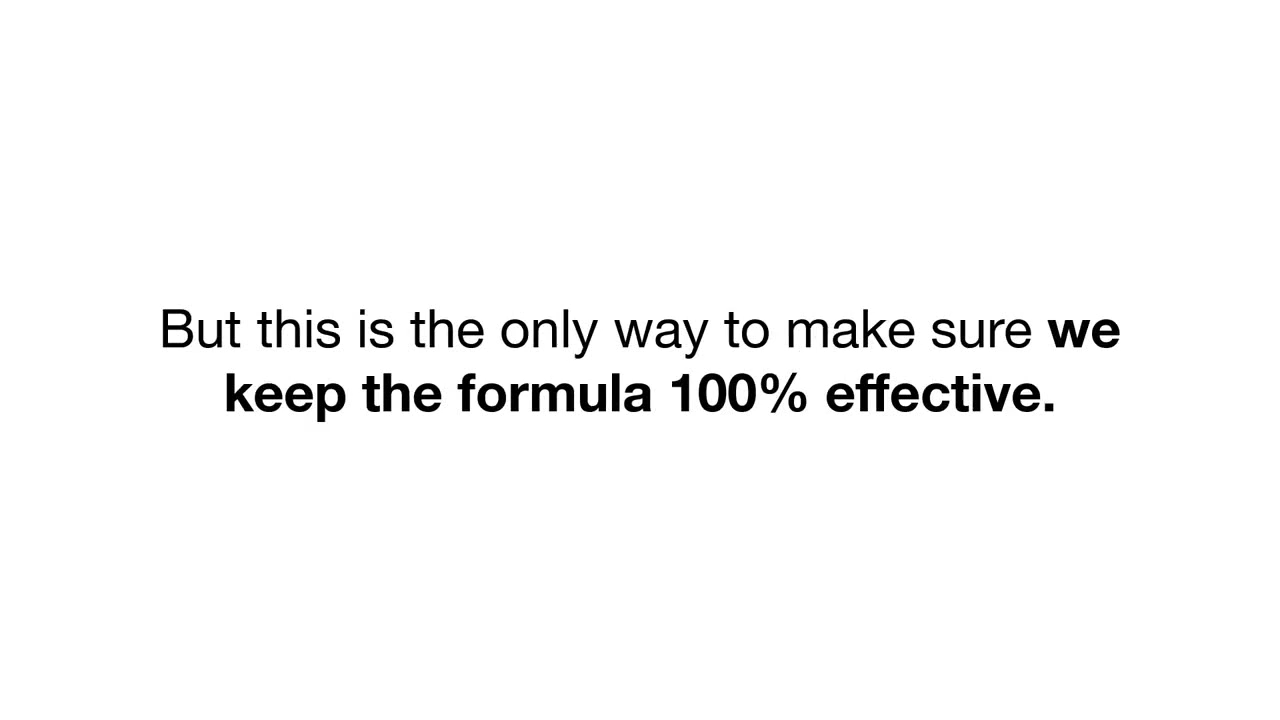 But this is the only way to make sure we
keep the formula 100% effective.